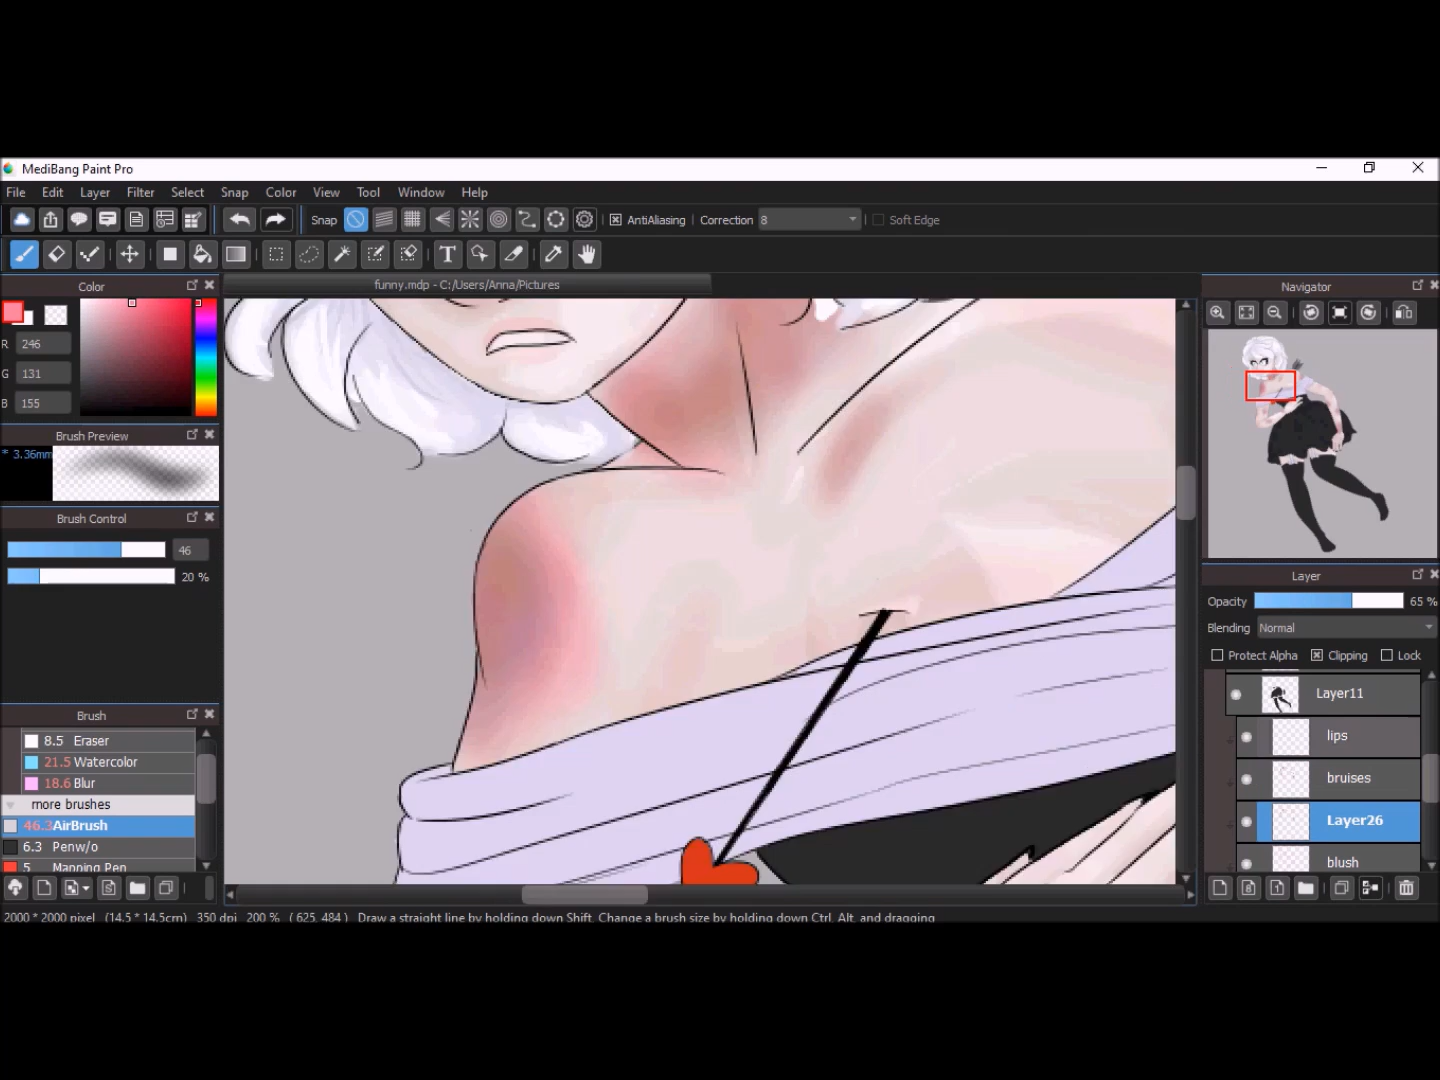 MediBang Paint Pro
File Edit Layer Filter Select Snap Color View Tool Window Help
Snap AntiAliasing Correction 8 Soft Edge
T
Color
funny.mdp - C:/Users/Anna/Pictures
Navigator
R 246
G 131
B 155
Brush Preview
* 3.36mm
Brush Control
46
20 %
Layer
Opacity 65 %
Blending Normal
Protect Alpha Clipping Lock
Layer11
lips
bruises
Layer26
blush
Brush
8.5 Eraser
21.5 Watercolor
18.6 Blur
more brushes
46.3 AirBrush
6.3 Penw/o
5 Mapping Pen
2000 * 2000 pixel (14.5 * 14.5cm) 350 dpi 200 % ( 625, 484 ) Draw a straight line by holding down Shift, Change a brush size by holding down Ctrl, Alt, and dragging